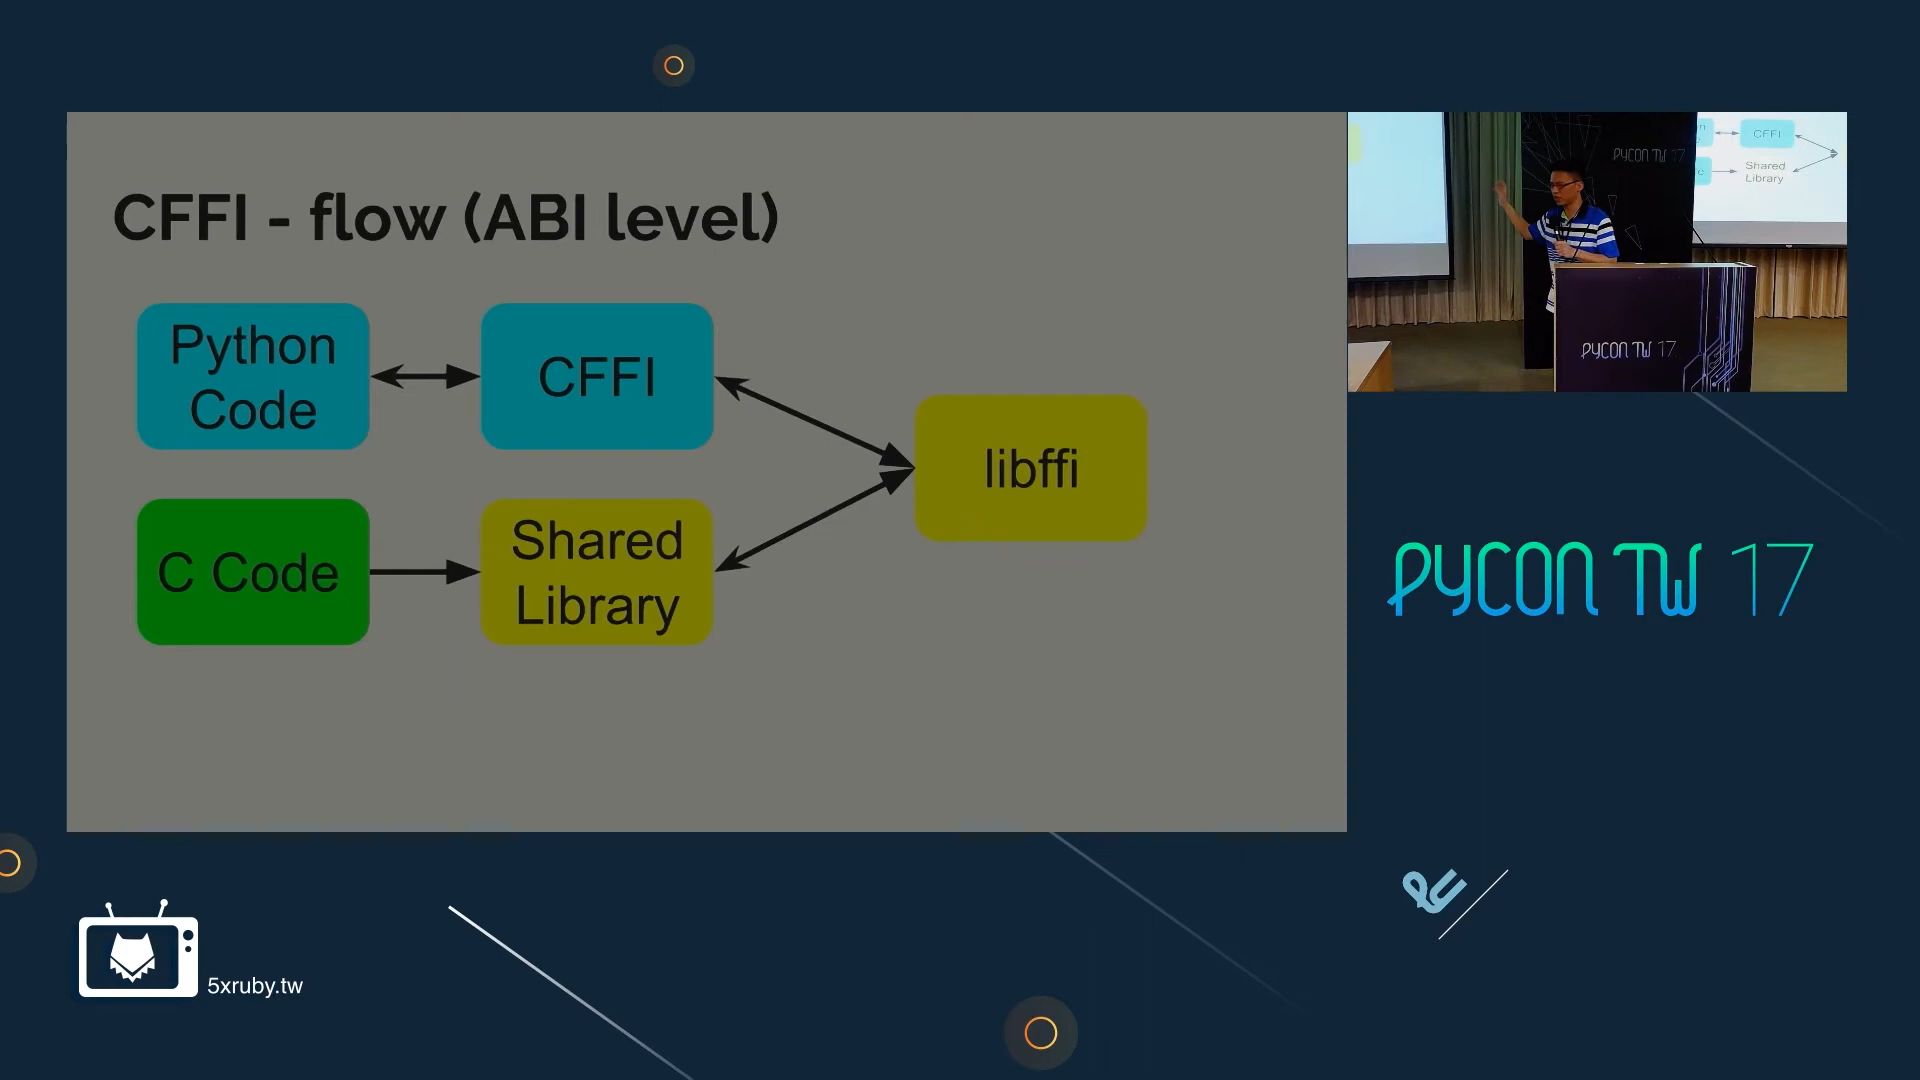 CFFI - flow (ABI level)
Python
Code
CFFI
C Code
Shared
Library
libffi
PYCON TW 17
CFFI
Shared
Library
PYCON TW 17
PYCON TW 17
5xruby.tw